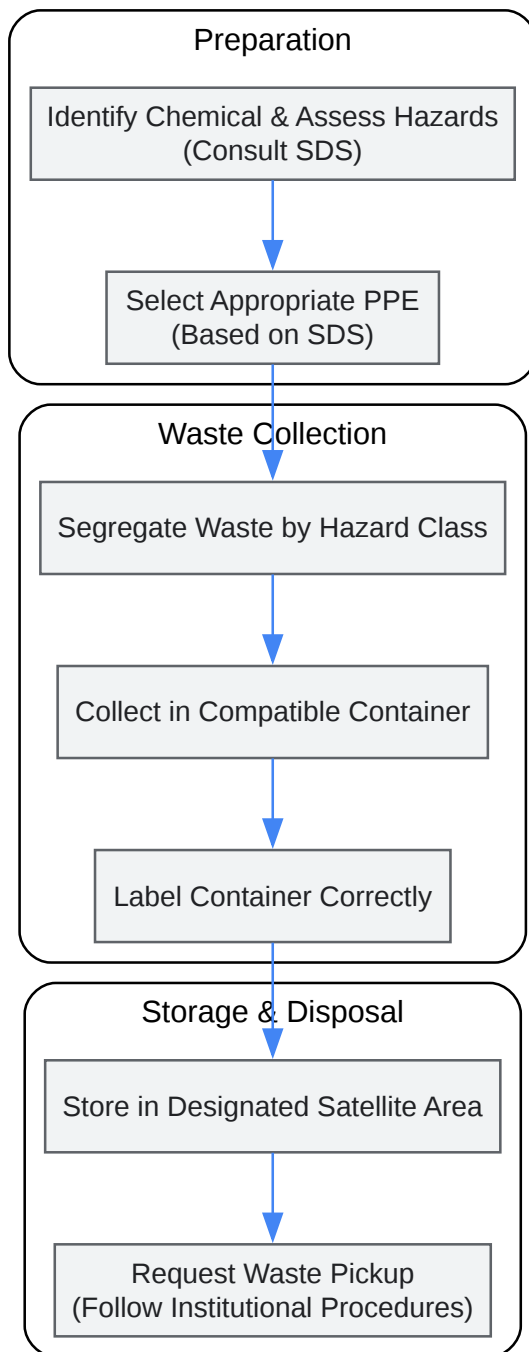 Preparation
Identify Chemical & Assess Hazards
(Consult SDS)
Select Appropriate PPE
(Based on SDS)
Waste Collection
Segregate Waste by Hazard Class
Collect in Compatible Container
Label Container Correctly
Storage & Disposal
Store in Designated Satellite Area
Request Waste Pickup
(Follow Institutional Procedures)